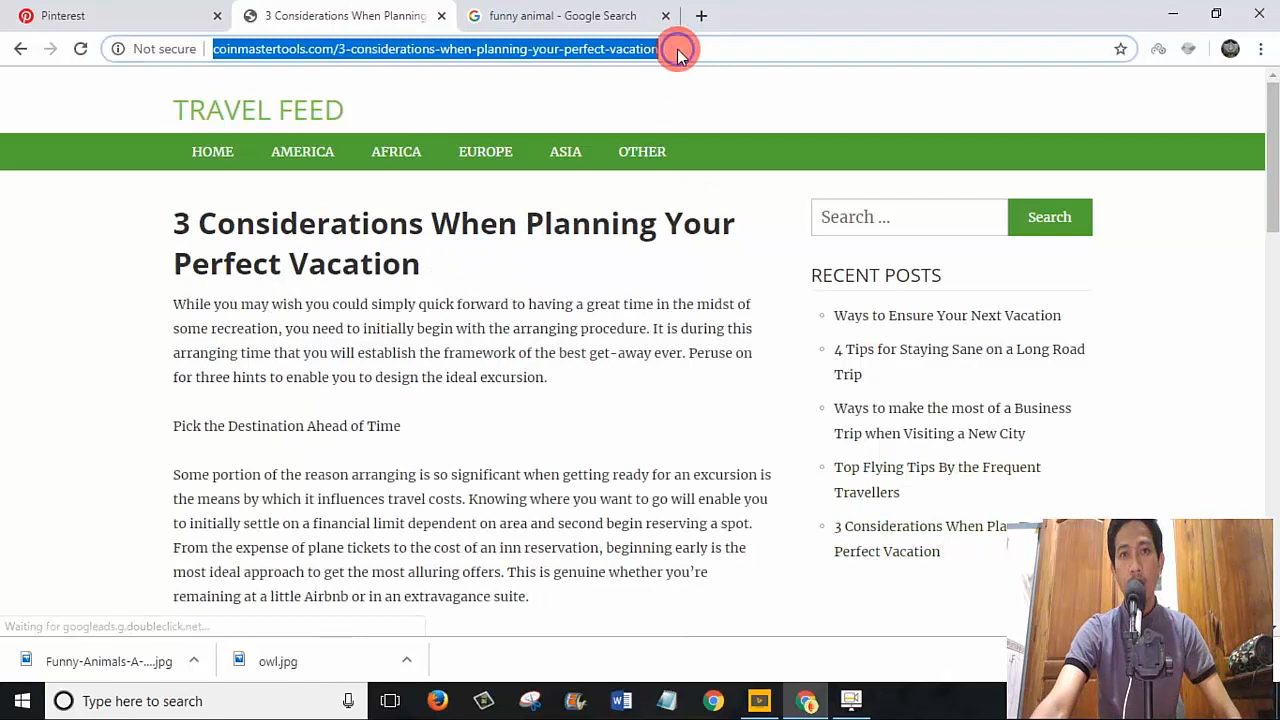 Pinterest
3 Considerations When Planning
funny animal - Google Search
Not secure
coinmastertools.com/3-considerations-when-planning-your-perfect-vacation
TRAVEL FEED
HOME AMERICA AFRICA EUROPE ASIA OTHER
3 Considerations When Planning Your
Perfect Vacation
While you may wish you could simply quick forward to having a great time in the midst of
some recreation, you need to initially begin with the arranging procedure. It is during this
arranging time that you will establish the framework of the best get-away ever. Peruse on
for three hints to enable you to design the ideal excursion.
Pick the Destination Ahead of Time
Some portion of the reason arranging is so significant when getting ready for an excursion is
the means by which it influences travel costs. Knowing where you want to go will enable you
to initially settle on a financial limit dependent on area and second begin reserving a spot.
From the expense of plane tickets to the cost of an inn reservation, beginning early is the
most ideal approach to get the most alluring offers. This is genuine whether you’re
remaining at a little Airbnb or in an extravagance suite.
Search ...
Search
RECENT POSTS
Ways to Ensure Your Next Vacation
4 Tips for Staying Sane on a Long Road
Trip
Ways to make the most of a Business
Trip when Visiting a New City
Top Flying Tips By the Frequent
Travellers
3 Considerations When Pla
Perfect Vacation
Waiting for googleads.g.doubleclick.net...
Funny-Animals-A-....jpg
owl.jpg
Type here to search